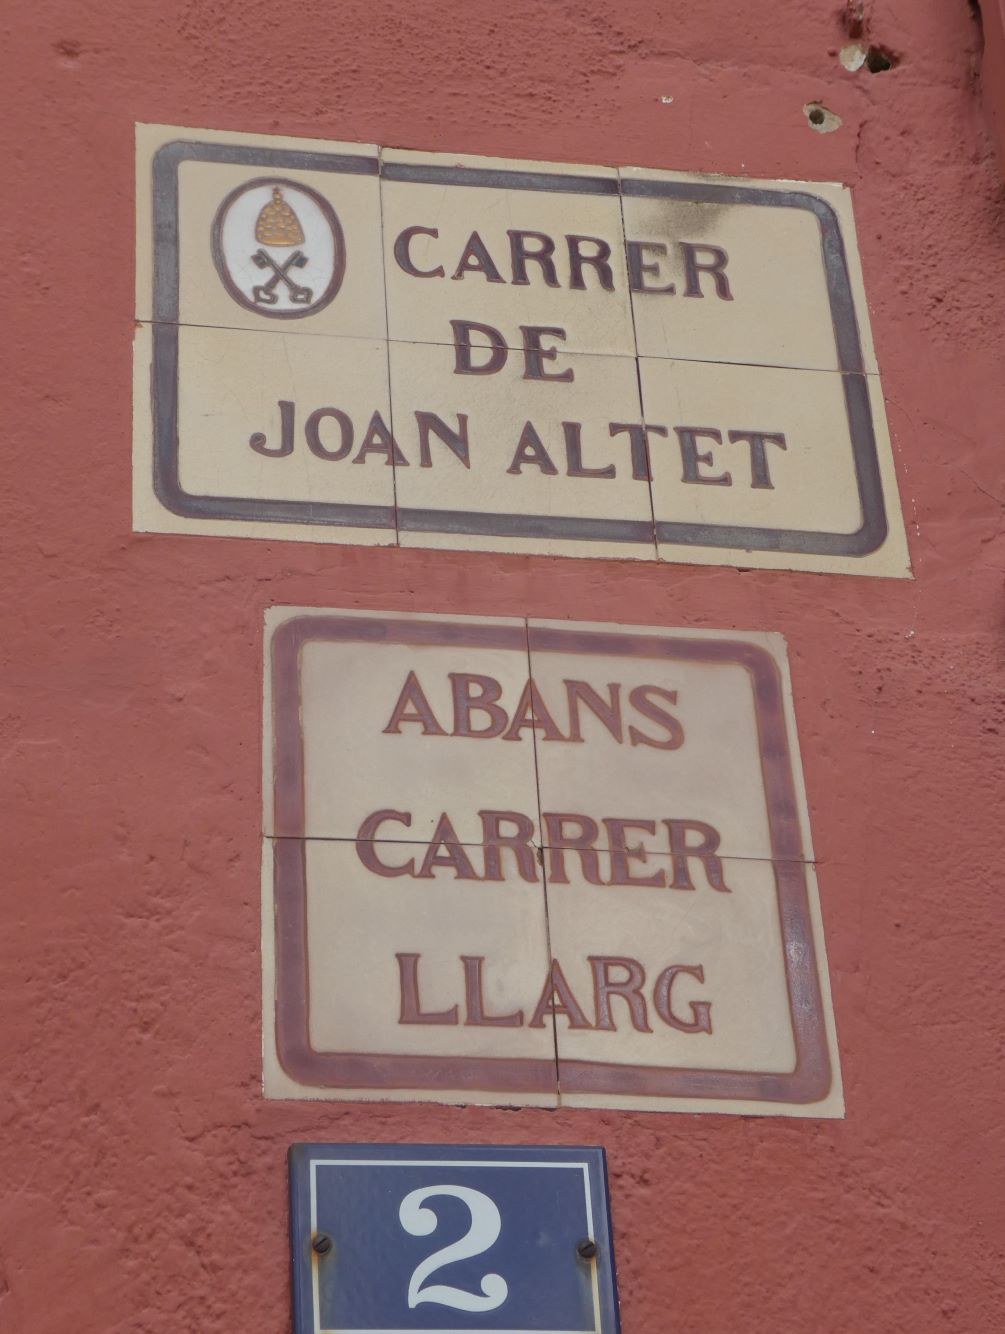 CARRER
DE
JOAN ALTET
ABANS
CARRER
LLARG
2